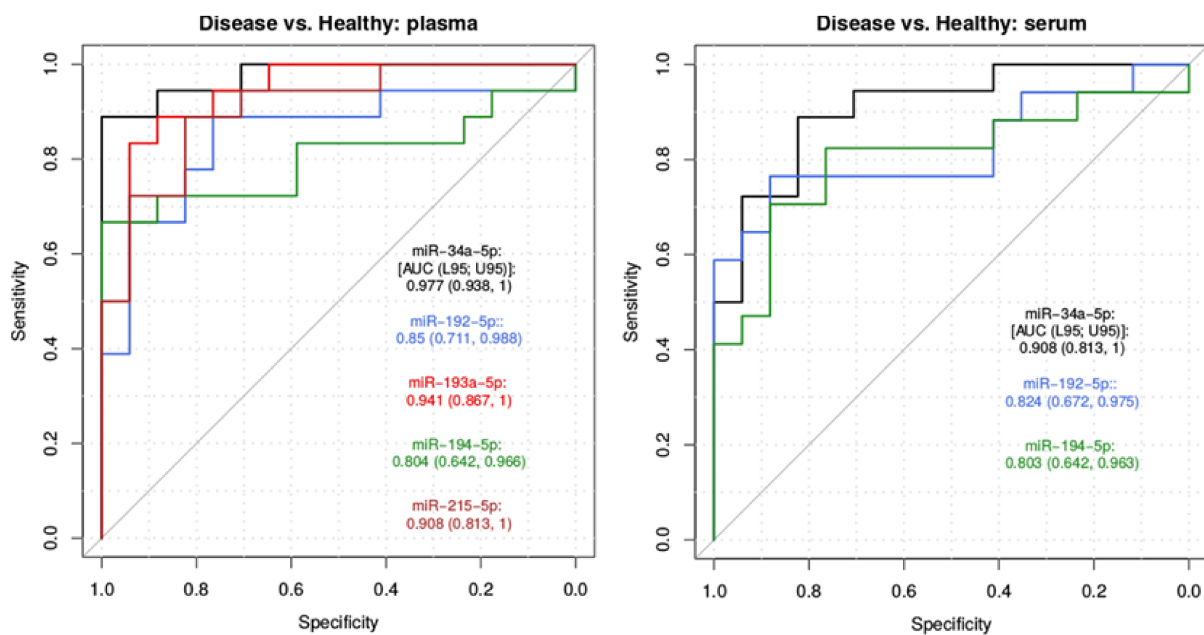 Disease vs. Healthy: plasma
Sensitivity
1.0
0.8
0.6
0.4
0.2
0.0
miR−34a−5p:
[AUC (L95; U95)]:
0.977 (0.938, 1)
miR−192−5p::
0.85 (0.711, 0.988)
miR−193a−5p:
0.941 (0.867, 1)
miR−194−5p:
0.804 (0.642, 0.966)
miR−215−5p:
0.908 (0.813, 1)
1.0 0.8 0.6 0.4 0.2 0.0
Specificity
Disease vs. Healthy: serum
Sensitivity
1.0
0.8
0.6
0.4
0.2
0.0
miR−34a−5p:
[AUC (L95; U95)]:
0.908 (0.813, 1)
miR−192−5p::
0.824 (0.672, 0.975)
miR−194−5p:
0.803 (0.642, 0.963)
1.0 0.8 0.6 0.4 0.2 0.0
Specificity